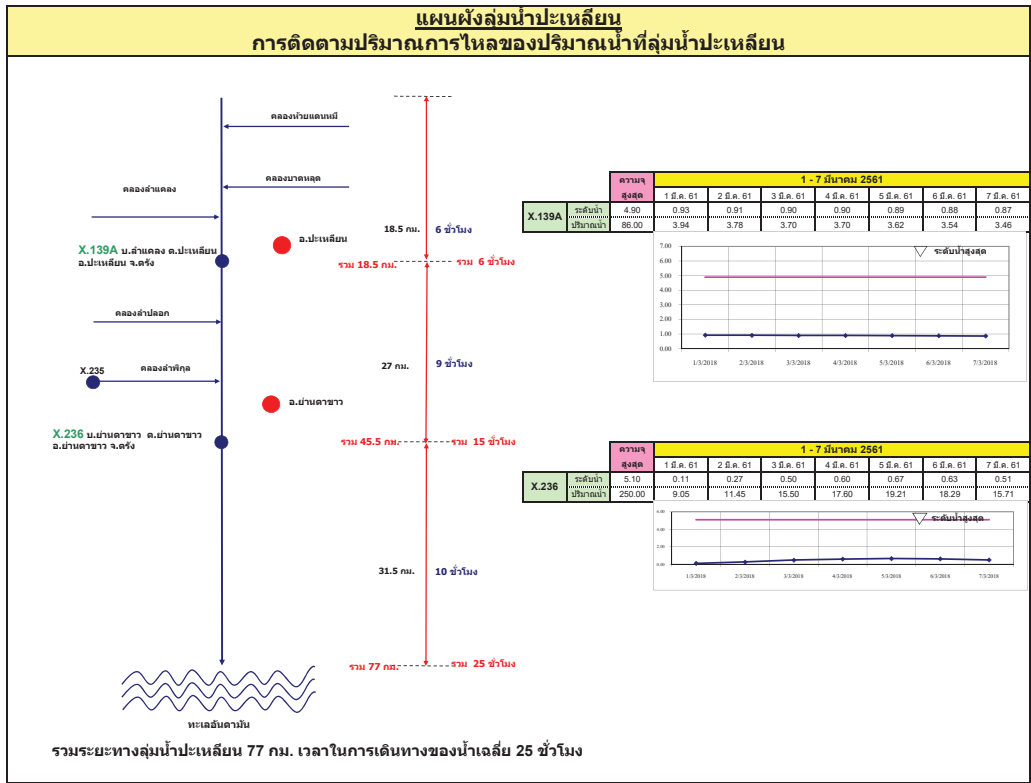 แผนผังลุ่มน้ำปะเหลียน
การติดตามปริมาณการไหลของปริมาณน้ำที่ลุ่มน้ำปะเหลียน
คลองห้วยแดนหมี
คลองบาตหลุด
คลองลำแคลง
18.5 กม.
6 ชั่วโมง
อ.ปะเหลียน
X.139A บ.ลำแคลง ต.ปะเหลียน
อ.ปะเหลียน จ.ตรัง
รวม 18.5 กม.
รวม 6 ชั่วโมง
คลองลำปลอก
27 กม.
9 ชั่วโมง
X.235
คลองลำพิกุล
อ.ย่านตาขาว
X.236 บ.ย่านตาขาว ต.ย่านตาขาว
อ.ย่านตาขาว จ.ตรัง
รวม 45.5 กม.
รวม 15 ชั่วโมง
31.5 กม.
10 ชั่วโมง
รวม 77 กม.
รวม 25 ชั่วโมง
ทะเลอันดามัน
รวมระยะทางลุ่มน้ำปะเหลียน 77 กม. เวลาในการเดินทางของน้ำเฉลี่ย 25 ชั่วโมง
ความจุ 1 - 7 มีนาคม 2561
สูงสุด 1 มี.ค. 61 2 มี.ค. 61 3 มี.ค. 61 4 มี.ค. 61 5 มี.ค. 61 6 มี.ค. 61 7 มี.ค. 61
X.139A
ระดับน้ำ 4.90 0.93 0.91 0.90 0.90 0.89 0.88 0.87
ปริมาณน้ำ 86.00 3.94 3.78 3.70 3.70 3.62 3.54 3.46
ระดับน้ำสูงสุด
7.00
6.00
5.00
4.00
3.00
2.00
1.00
0.00
1/3/2018 2/3/2018 3/3/2018 4/3/2018 5/3/2018 6/3/2018 7/3/2018
ความจุ 1 - 7 มีนาคม 2561
สูงสุด 1 มี.ค. 61 2 มี.ค. 61 3 มี.ค. 61 4 มี.ค. 61 5 มี.ค. 61 6 มี.ค. 61 7 มี.ค. 61
X.236
ระดับน้ำ 5.10 0.11 0.27 0.50 0.60 0.67 0.63 0.51
ปริมาณน้ำ 250.00 9.05 11.45 15.50 17.60 19.21 18.29 15.71
ระดับน้ำสูงสุด
6.00
4.00
2.00
0.00
1/3/2018 2/3/2018 3/3/2018 4/3/2018 5/3/2018 6/3/2018 7/3/2018